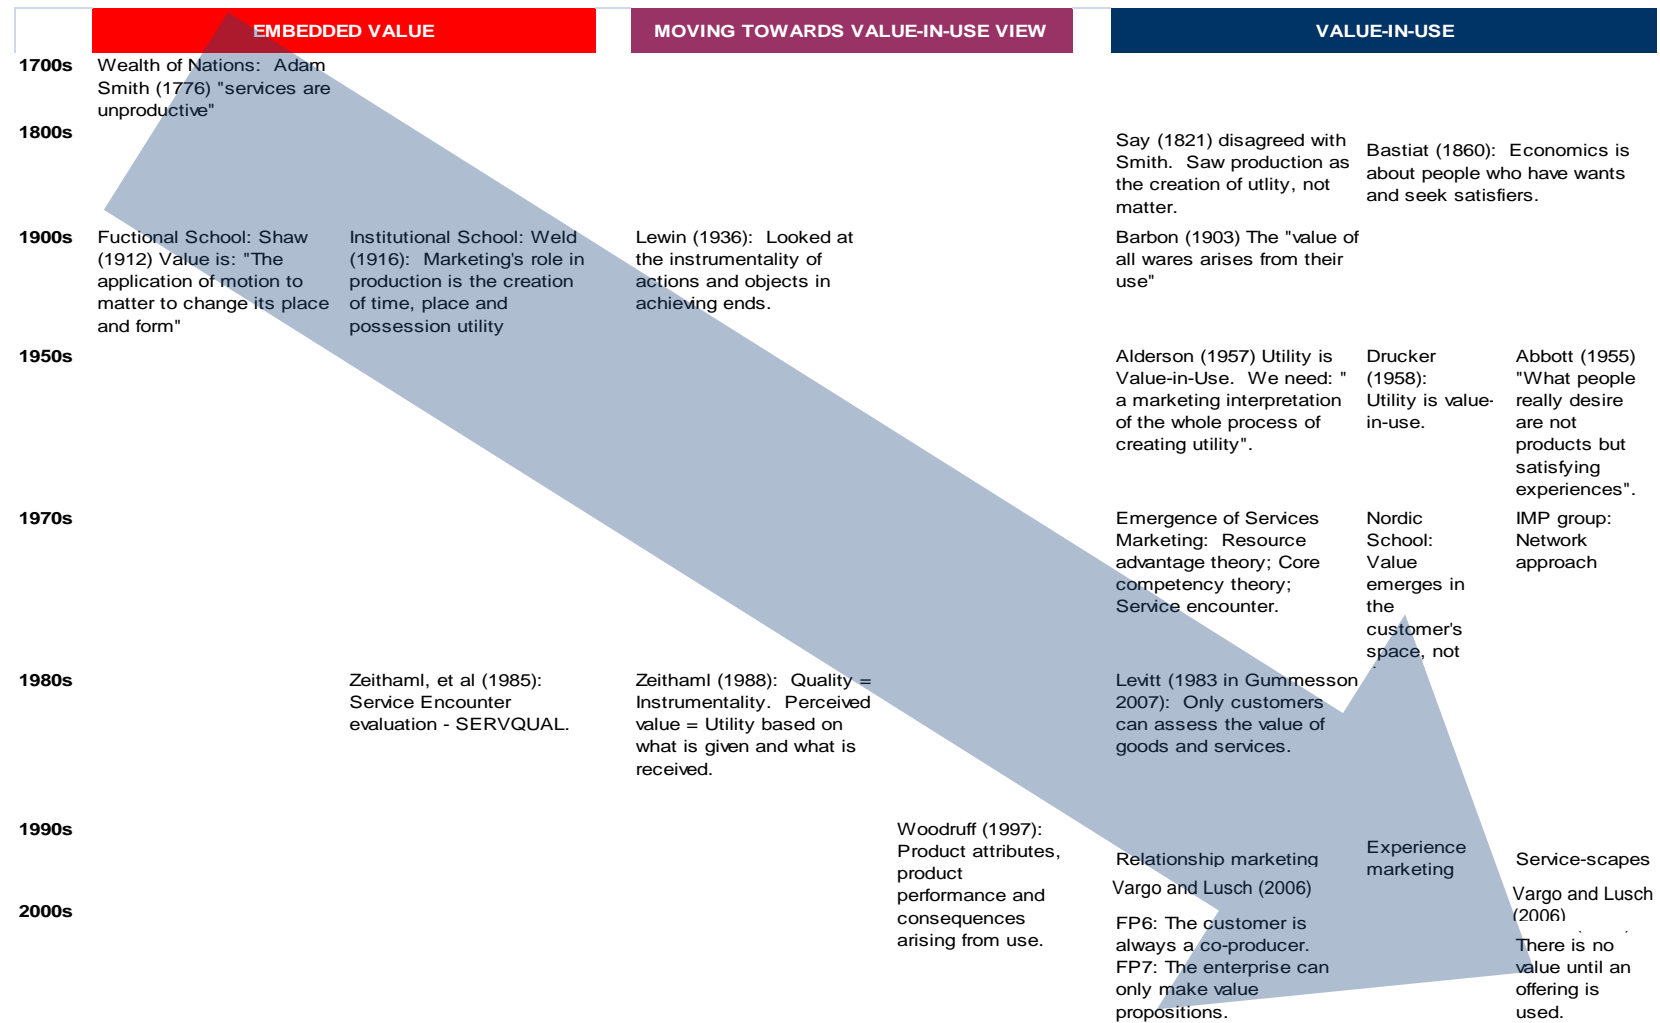 EMBEDDED VALUE
MOVING TOWARDS VALUE-IN-USE VIEW
VALUE-IN-USE
1700s
Wealth of Nations:  Adam
Smith (1776) "services are
unproductive"
1800s
Say (1821) disagreed with
Smith.  Saw production as
the creation of utlity, not
matter.
Bastiat (1860):  Economics is
about people who have wants
and seek satisfiers.
1900s
Fuctional School: Shaw
(1912) Value is: "The
application of motion to
matter to change its place
and form"
Institutional School: Weld
(1916):  Marketing's role in
production is the creation
of time, place and
possession utility
Lewin (1936):  Looked at
the instrumentality of
actions and objects in
achieving ends.
Barbon (1903) The "value of
all wares arises from their
use"
1950s
Alderson (1957) Utility is
Value-in-Use.  We need: "
a marketing interpretation
of the whole process of
creating utility".
Drucker
(1958):
Utility is value-
in-use.
Abbott (1955)
"What people
really desire
are not
products but
satisfying
experiences".
1970s
Emergence of Services
Marketing:  Resource
advantage theory; Core
competency theory;
Service encounter.
Nordic
School:
Value
emerges in
the
customer's
space, not
IMP group:
Network
approach
1980s
Zeithaml, et al (1985):
Service Encounter
evaluation - SERVQUAL.
Zeithaml (1988):  Quality =
Instrumentality.  Perceived
value = Utility based on
what is given and what is
received.
Levitt (1983 in Gummesson
2007):  Only customers
can assess the value of
goods and services.
1990s
Woodruff (1997):
Product attributes,
product
performance and
consequences
arising from use.
Relationship marketing
Experience
marketing
Service-scapes
2000s
Vargo and Lusch (2006)
FP6: The customer is
always a co-producer.
FP7: The enterprise can
only make value
propositions.
Vargo and Lusch
(2006)
There is no
value until an
offering is
used.